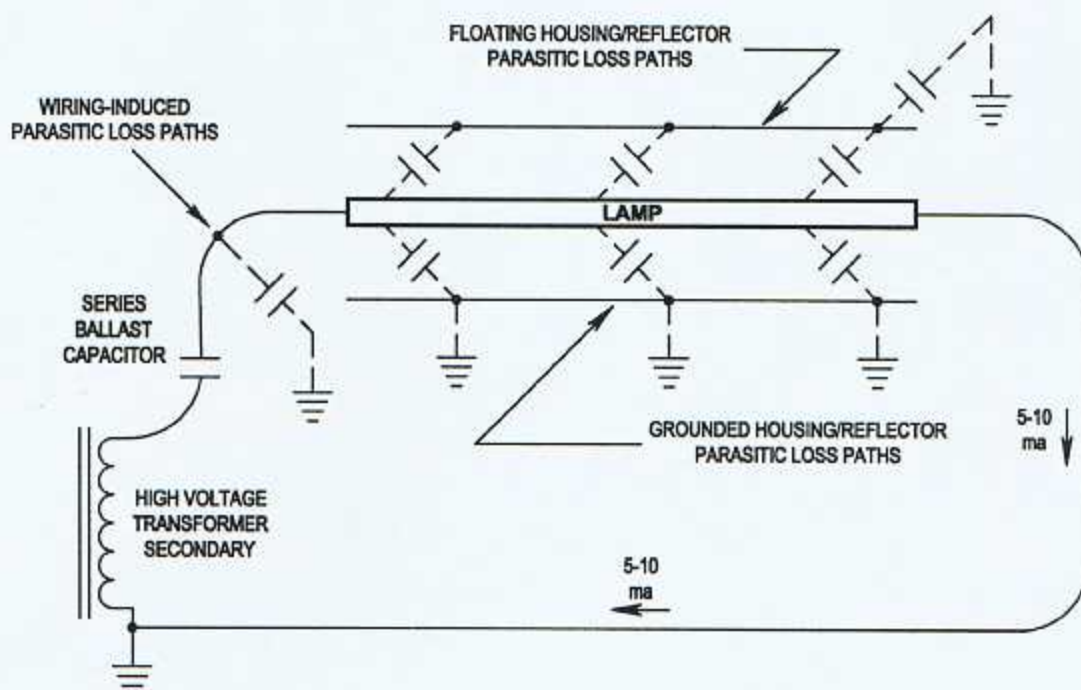 FLOATING HOUSING/REFLECTOR
PARASITIC LOSS PATHS
WIRING-INDUCED
PARASITIC LOSS PATHS
LAMP
SERIES
BALLAST
CAPACITOR
GROUNDED HOUSING/REFLECTOR
PARASITIC LOSS PATHS
5-10
ma
HIGH VOLTAGE
TRANSFORMER
SECONDARY
5-10
ma